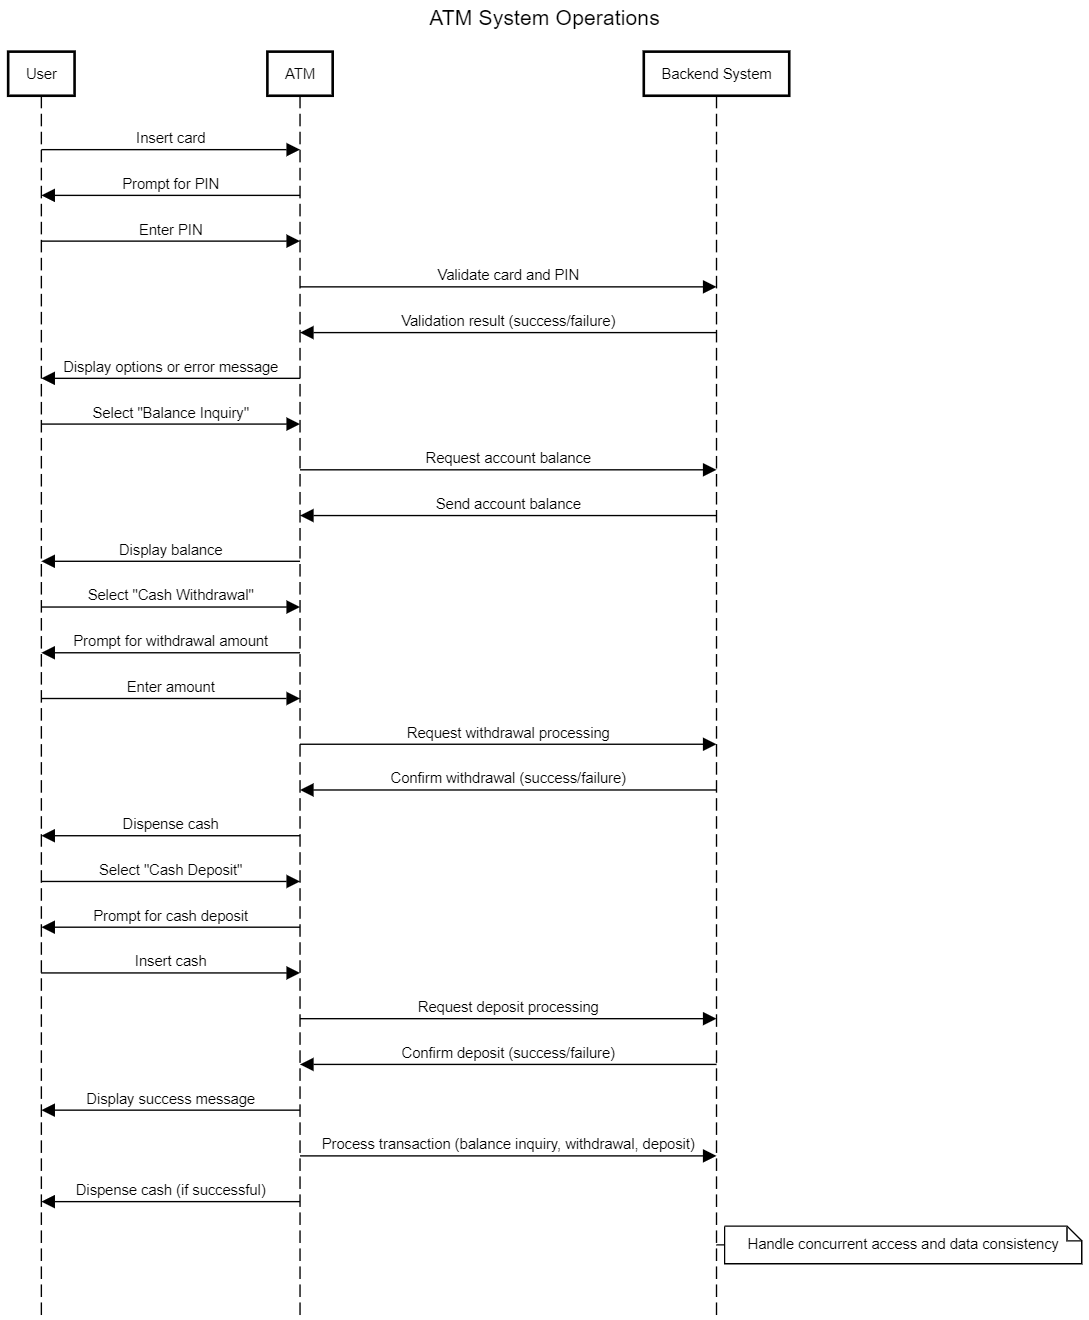 ATM System Operations
User
ATM
Backend System
Insert card
Prompt for PIN
Enter PIN
Validate card and PIN
Validation result (success/failure)
Display options or error message
Select "Balance Inquiry"
Request account balance
Send account balance
Display balance
Select "Cash Withdrawal"
Prompt for withdrawal amount
Enter amount
Request withdrawal processing
Confirm withdrawal (success/failure)
Dispense cash
Select "Cash Deposit"
Prompt for cash deposit
Insert cash
Request deposit processing
Confirm deposit (success/failure)
Display success message
Process transaction (balance inquiry, withdrawal, deposit)
Dispense cash (if successful)
Handle concurrent access and data consistency